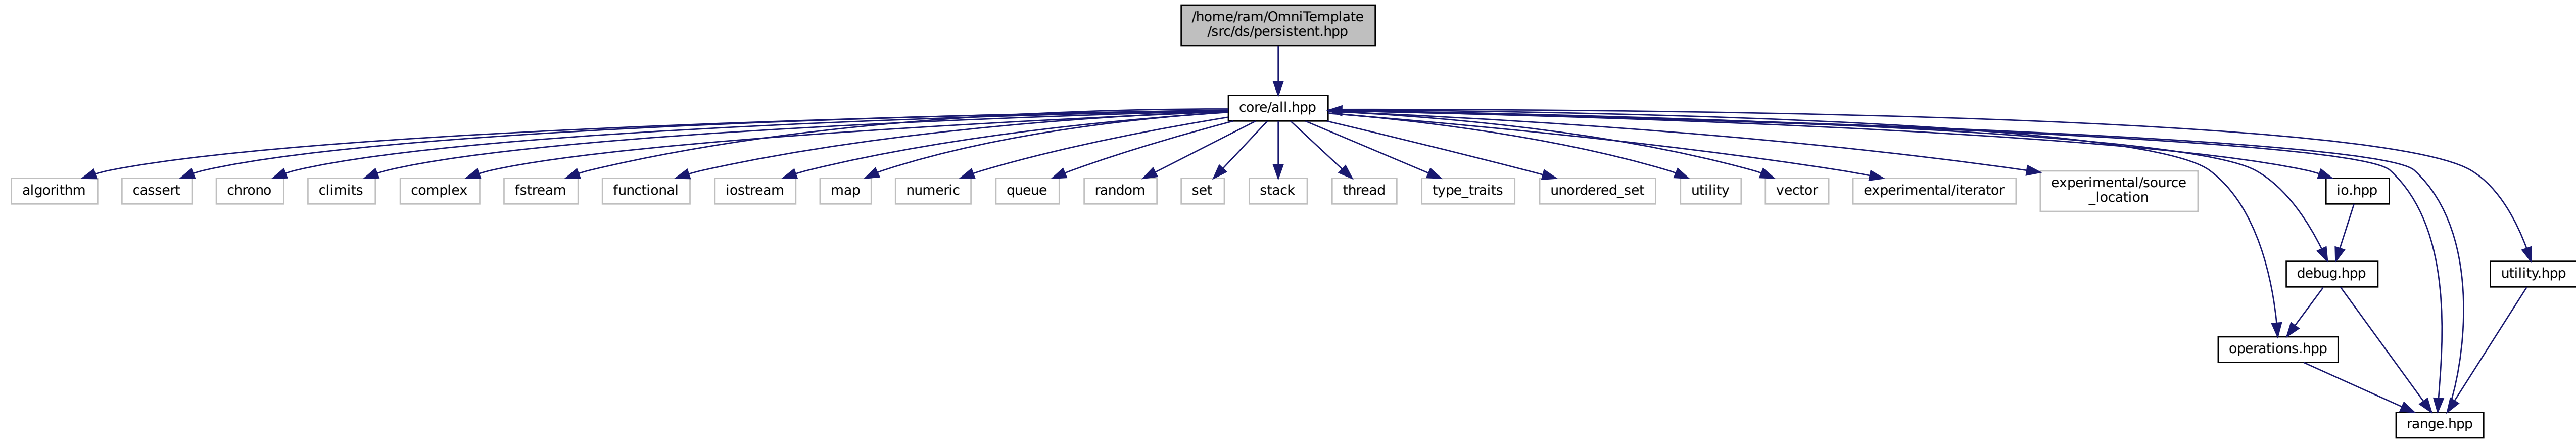 /home/ram/OmniTemplate
/src/ds/persistent.hpp
core/all.hpp
algorithm
cassert
chrono
climits
complex
fstream
functional
iostream
map
numeric
queue
random
set
stack
thread
type_traits
unordered_set
utility
vector
experimental/iterator
experimental/source
_location
io.hpp
debug.hpp
utility.hpp
operations.hpp
range.hpp